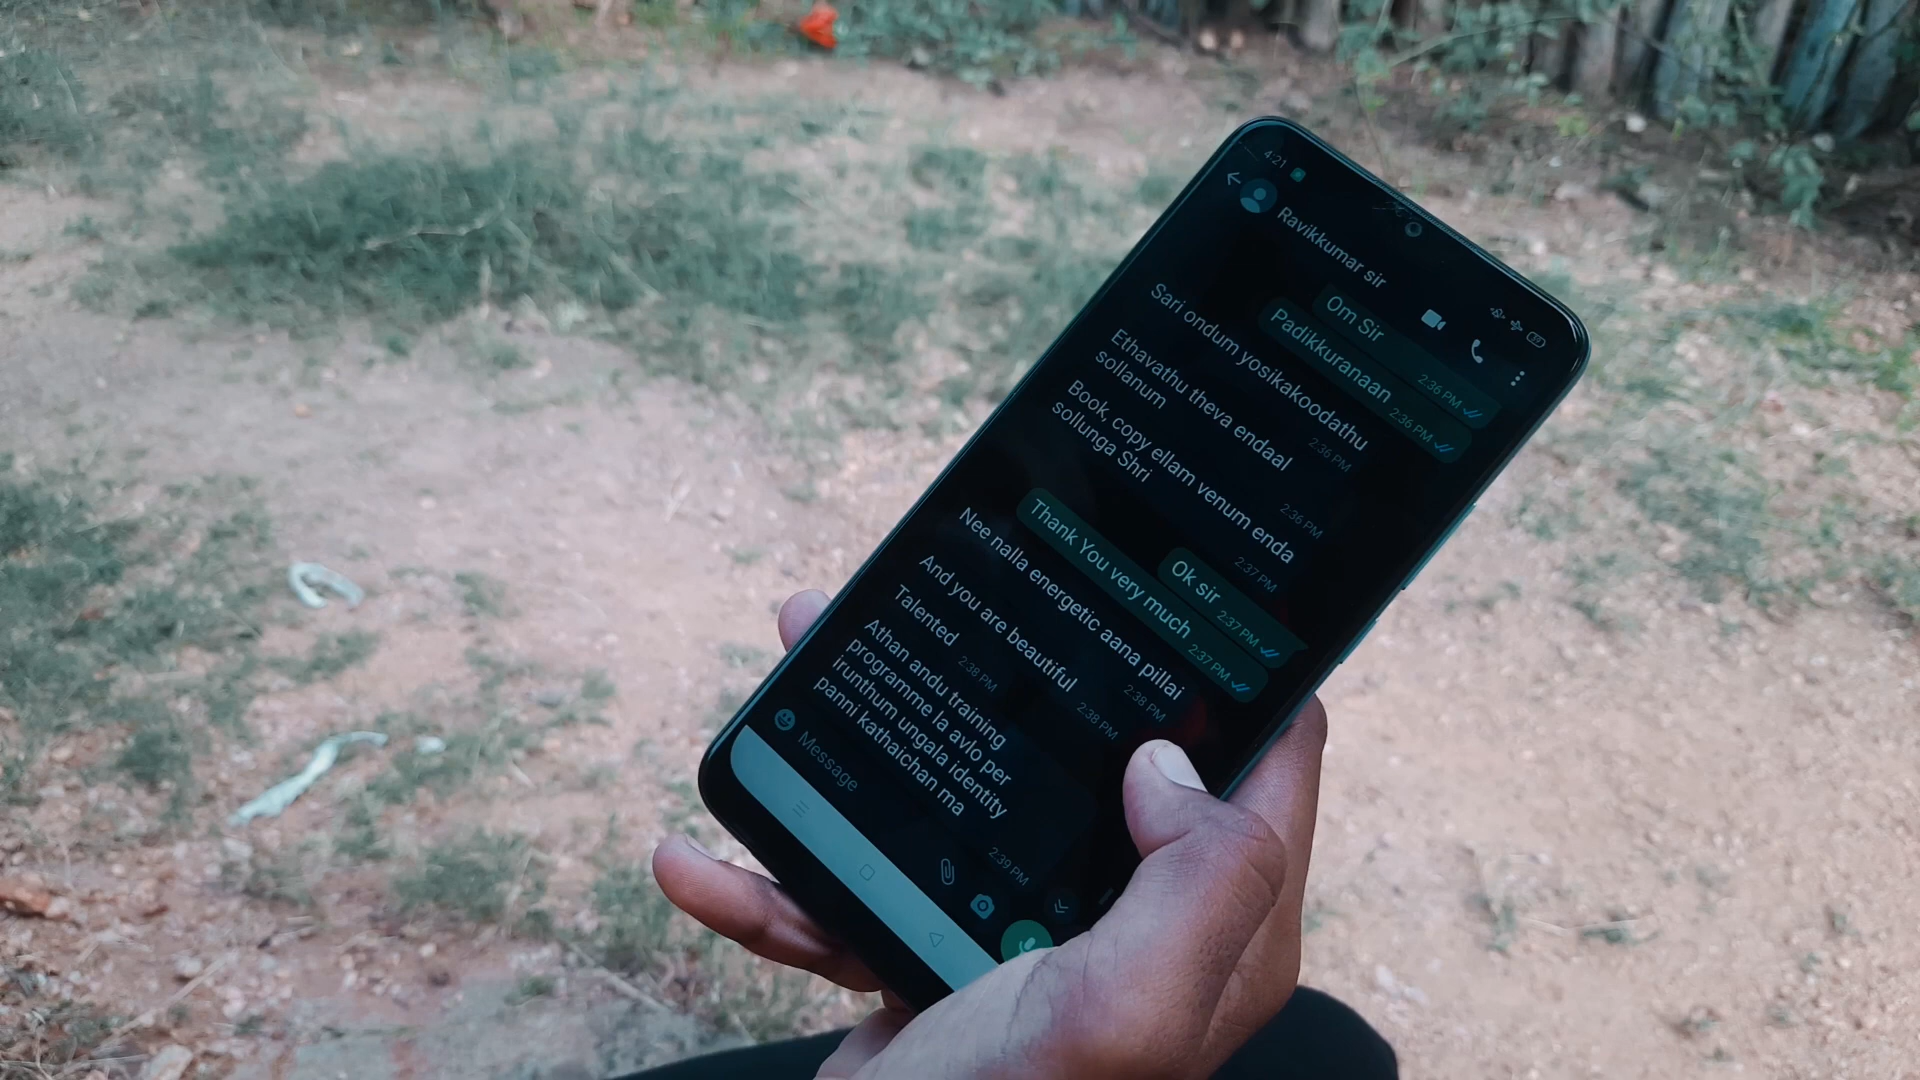 4:21
Ravikkumar sir
Om Sir
2:36 PM
Padikkuranaan
2:36 PM
Sari ondum yosikakoodathu
2:36 PM
Ethavathu theva endaal
sollanum
2:36 PM
Book, copy ellam venum enda
sollunga Shri
2:37 PM
Ok sir
2:37 PM
Thank You very much
2:37 PM
Nee nalla energetic aana pillai
2:38 PM
And you are beautiful
2:38 PM
Talented
2:38 PM
Athan andu training
programme la avlo per
irunthum ungala identity
panni kathaichan ma
2:39 PM
Message